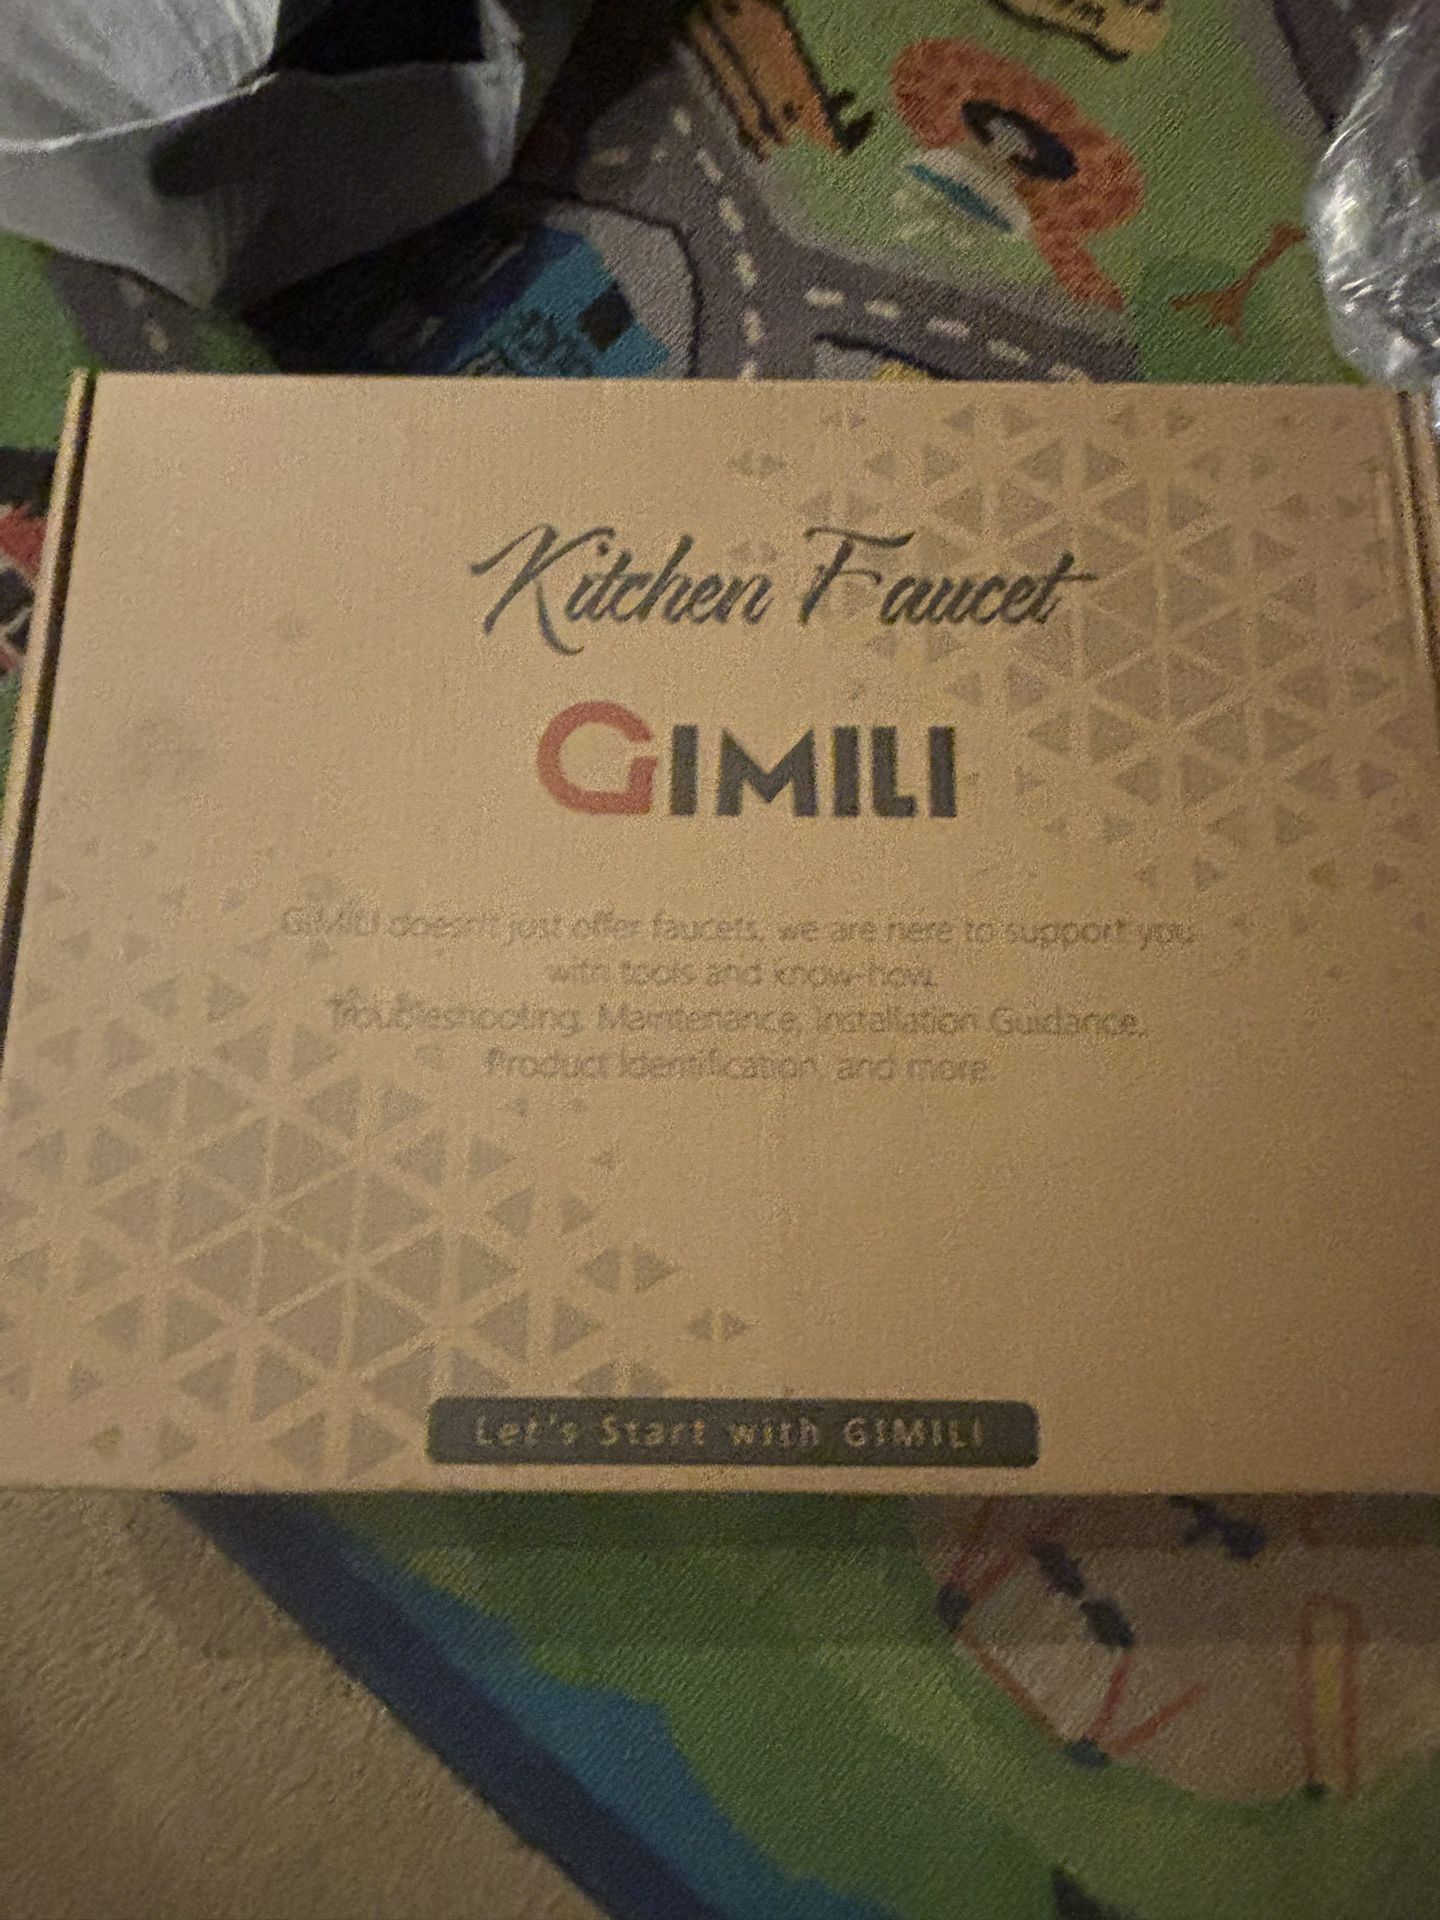 Kitchen Faucet
GIMILI
GIMILI doesn't just offer faucets, we are here to support you
with tools and know-how.
Troubleshooting, Maintenance, Installation Guidance,
Product Identification, and more.
Let's Start with GIMILI